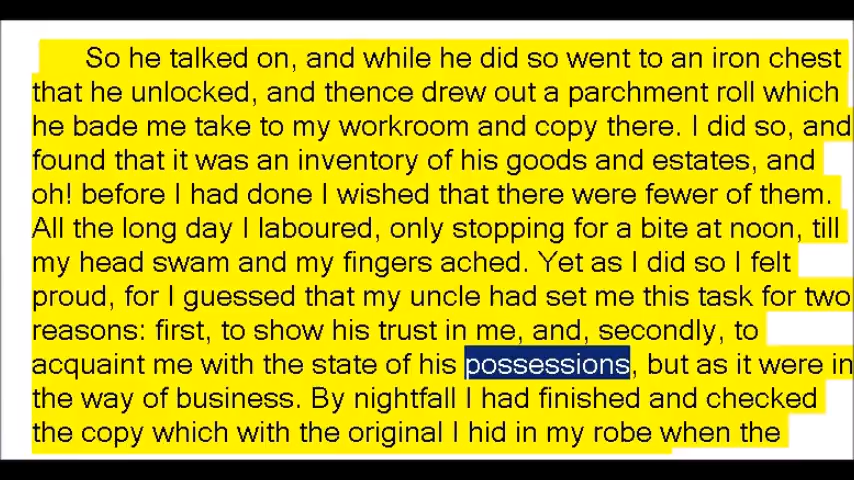 So he talked on, and while he did so went to an iron chest
that he unlocked, and thence drew out a parchment roll which
he bade me take to my workroom and copy there. I did so, and
found that it was an inventory of his goods and estates, and
oh! before I had done I wished that there were fewer of them.
All the long day I laboured, only stopping for a bite at noon, till
my head swam and my fingers ached. Yet as I did so I felt
proud, for I guessed that my uncle had set me this task for two
reasons: first, to show his trust in me, and, secondly, to
acquaint me with the state of his possessions, but as it were in
the way of business. By nightfall I had finished and checked
the copy which with the original I hid in my robe when the